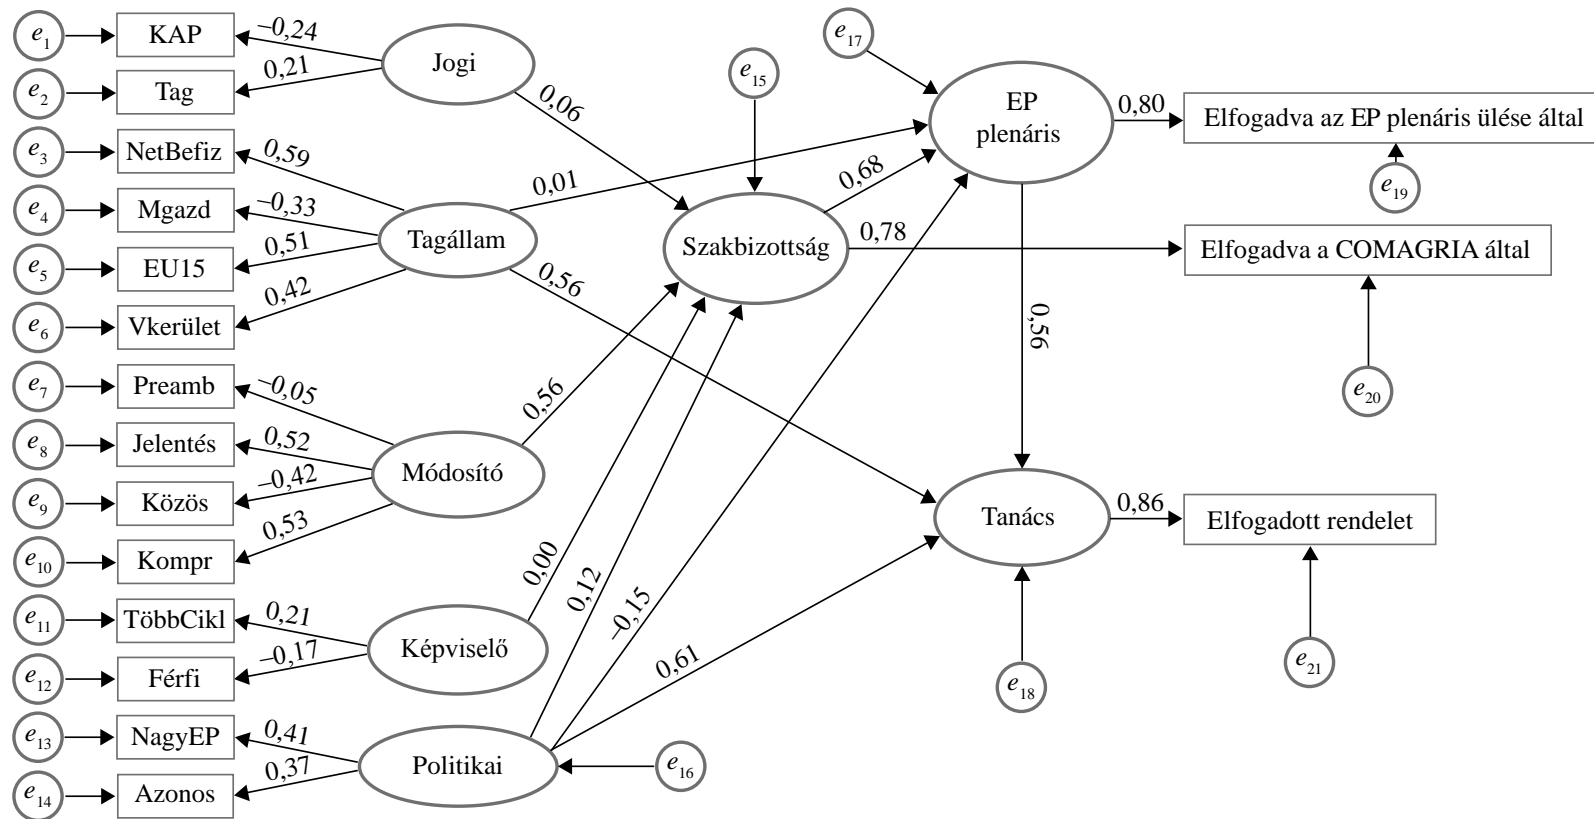 e1
KAP
−0,24
Jogi
e2
Tag
0,21
e3
NetBefiz
0,59
e4
Mgazd
−0,33
Tagállam
e5
EU15
0,51
e6
Vkerület
0,42
e7
Preamb
−0,05
e8
Jelentés
0,52
Módosító
e9
Közös
−0,42
e10
Kompr
0,53
e11
TöbbCikl
0,21
Képviselő
e12
Férfi
−0,17
e13
NagyEP
0,41
Politikai
e14
Azonos
0,37
e16
0,06
0,01
0,56
0,56
0,00
0,12
−0,15
0,61
e15
Szakbizottság
0,68
0,78
e17
EP
plenáris
0,80
0,56
Tanács
0,86
e18
Elfogadva az EP plenáris ülése által
e19
Elfogadva a COMAGRIA által
e20
Elfogadott rendelet
e21